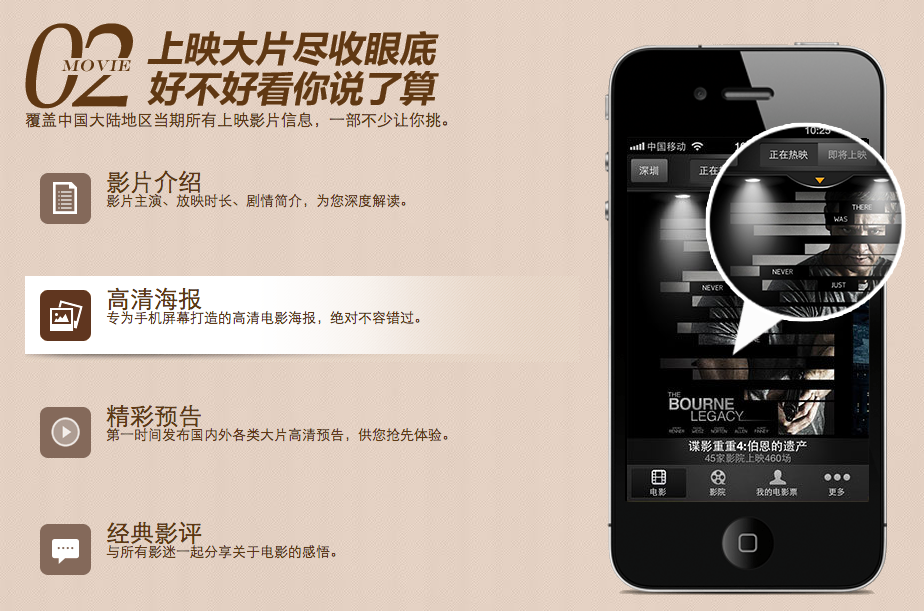 02
MOVIE
上映大片尽收眼底
好不好看你说了算
覆盖中国大陆地区当期所有上映影片信息，一部不少让你挑。
影片介绍
影片主演、放映时长、剧情简介，为您深度解读。
高清海报
专为手机屏幕打造的高清电影海报，绝对不容错过。
精彩预告
第一时间发布国内外各类大片高清预告，供您抢先体验。
经典影评
与所有影迷一起分享关于电影的感悟。
中国移动
深圳
正在
10:25
正在热映
即将上映
THERE
WAS
NEVER
JUST
NEVER
THE
BOURNE
LEGACY
谍影重重4:伯恩的遗产
45家影院上映460场
电影
影院
我的电影票
更多